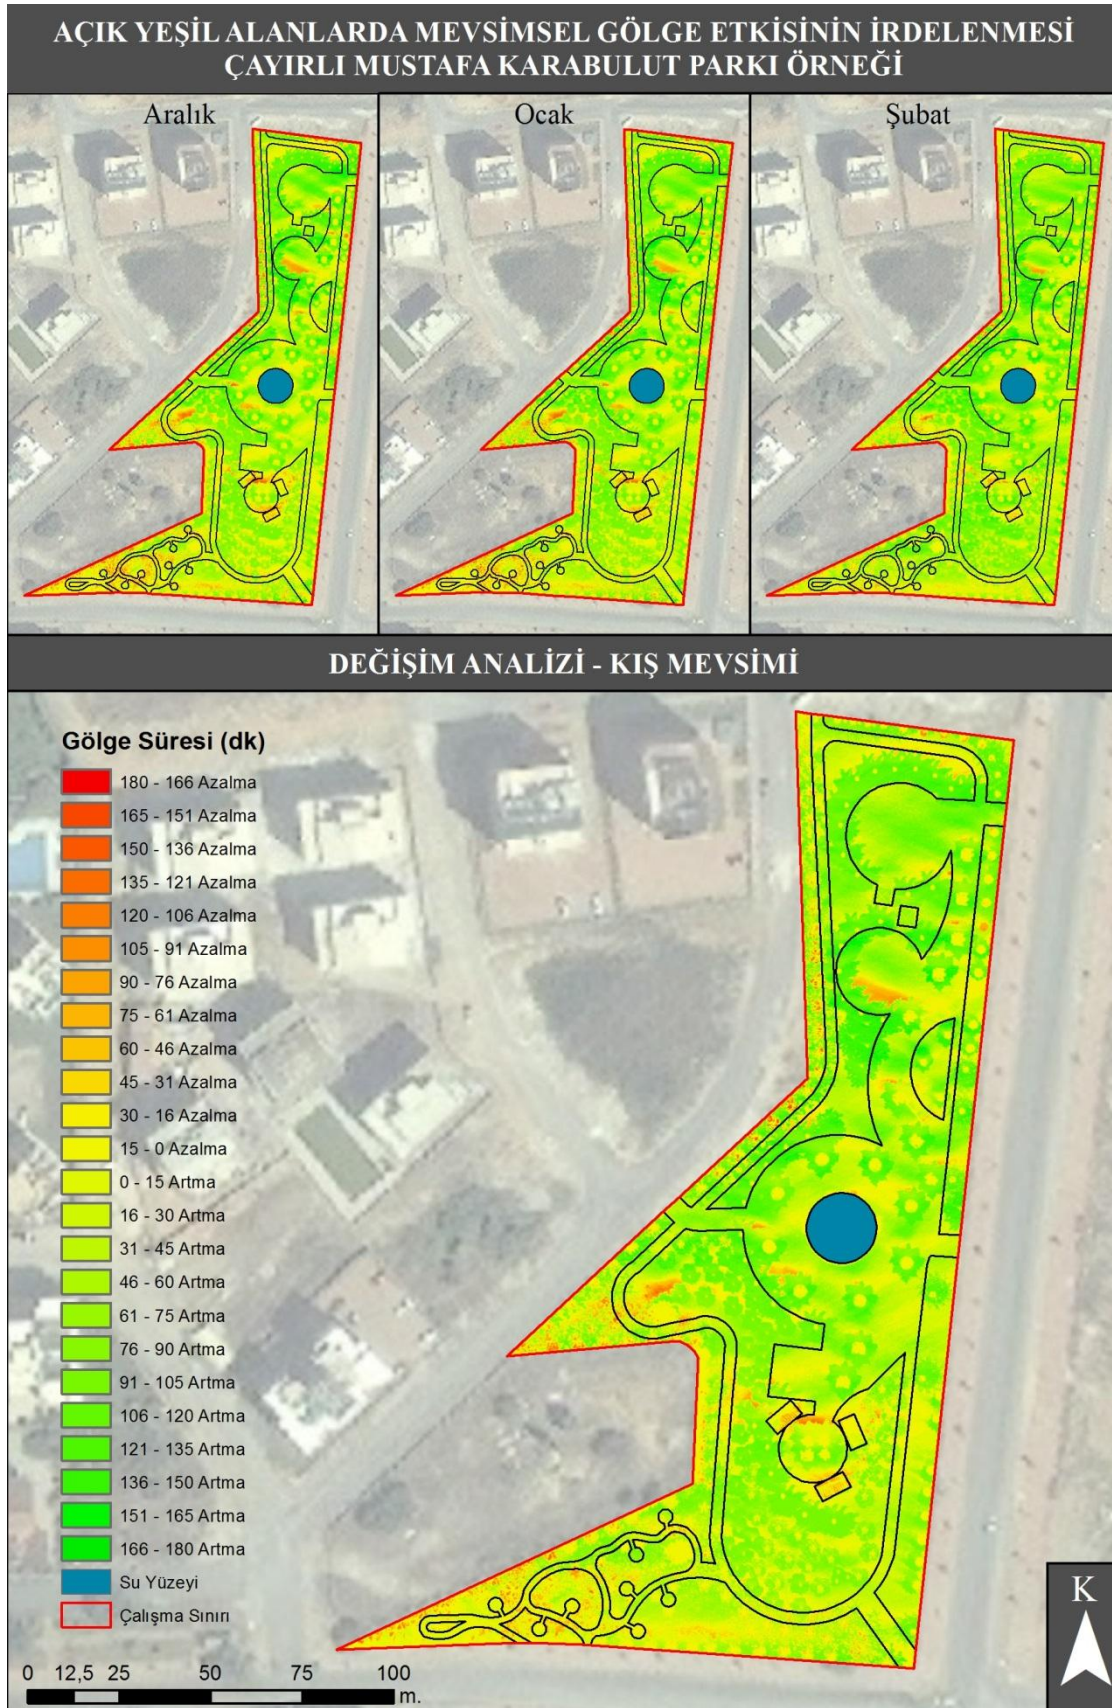 AÇIK YEŞİL ALANLARDA MEVSİMSEL GÖLGE ETKİSİNİN İRDELENMESİ
ÇAYIRLI MUSTAFA KARABULUT PARKI ÖRNEĞİ
Aralık
Ocak
Şubat
DEĞİŞİM ANALİZİ - KIŞ MEVSİMİ
Gölge Süresi (dk)
180 - 166 Azalma
165 - 151 Azalma
150 - 136 Azalma
135 - 121 Azalma
120 - 106 Azalma
105 - 91 Azalma
90 - 76 Azalma
75 - 61 Azalma
60 - 46 Azalma
45 - 31 Azalma
30 - 16 Azalma
15 - 0 Azalma
0 - 15 Artma
16 - 30 Artma
31 - 45 Artma
46 - 60 Artma
61 - 75 Artma
76 - 90 Artma
91 - 105 Artma
106 - 120 Artma
121 - 135 Artma
136 - 150 Artma
151 - 165 Artma
166 - 180 Artma
Su Yüzeyi
Çalışma Sınırı
0 12,5 25 50 75 100
m.
K